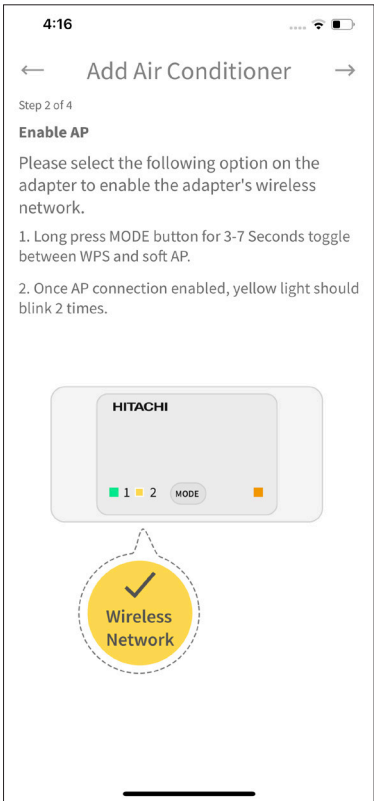 4:16
Add Air Conditioner
Step 2 of 4
Enable AP
Please select the following option on the
adapter to enable the adapter's wireless
network.
1. Long press MODE button for 3-7 Seconds toggle
between WPS and soft AP.
2. Once AP connection enabled, yellow light should
blink 2 times.
HITACHI
1 2 MODE
Wireless
Network